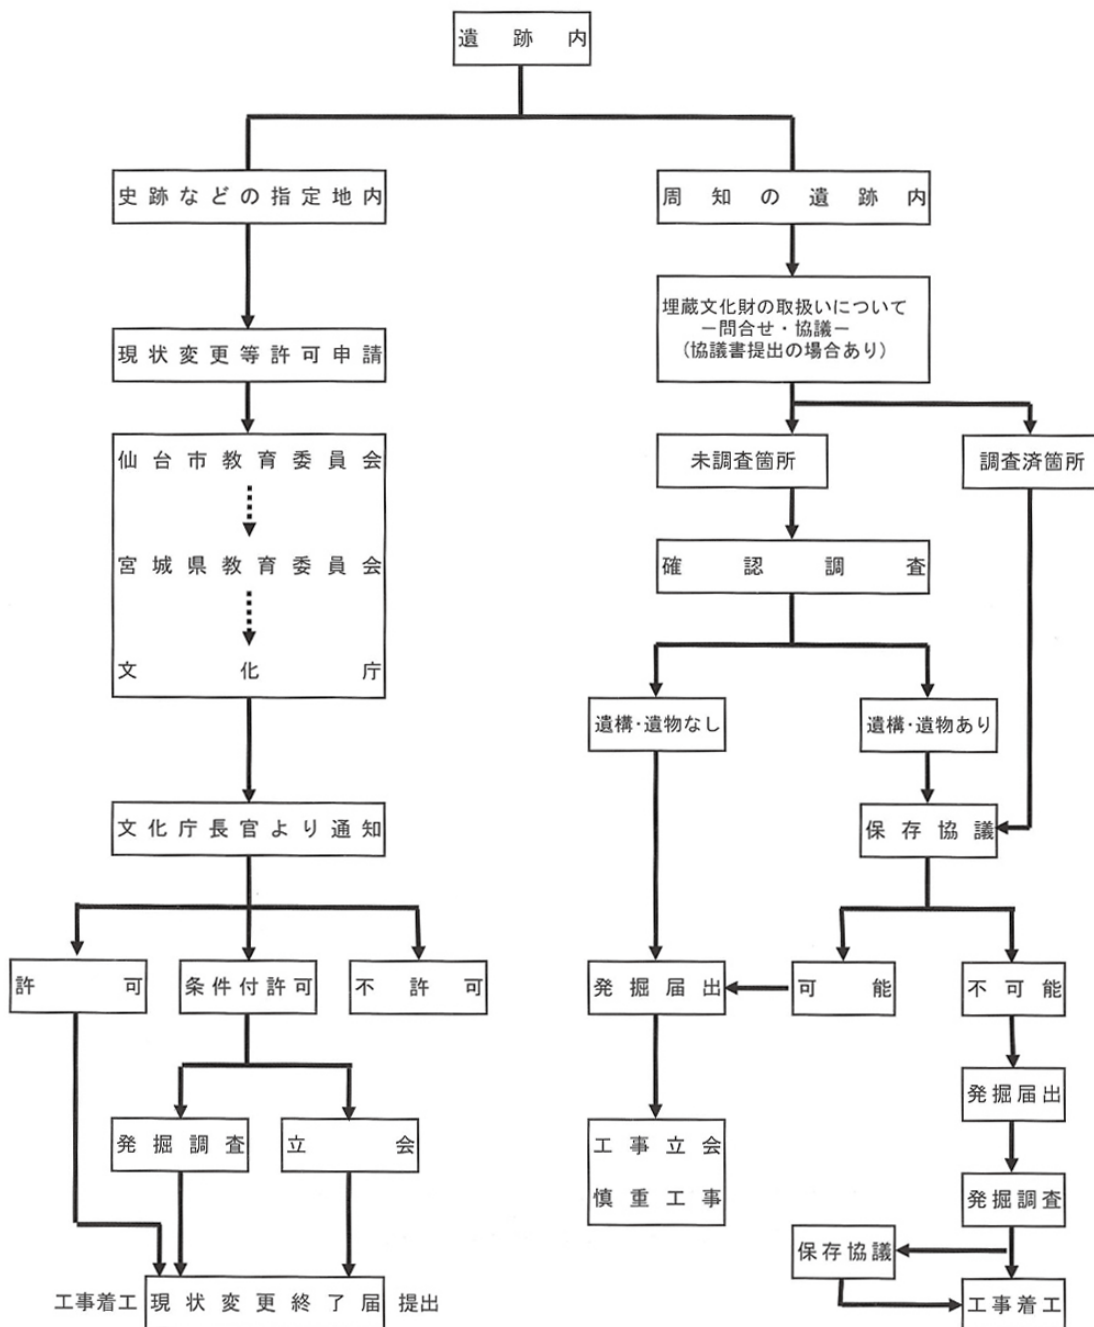 遺跡内
史跡などの指定地内
現状変更等許可申請
仙台市教育委員会
宮城県教育委員会
文化庁
文化庁長官より通知
許可
条件付許可
不許可
発掘調査
立会
工事着工 現状変更終了届 提出
周知の遺跡内
埋蔵文化財の取扱いについて
－問合せ・協議－
(協議書提出の場合あり)
未調査箇所
調査済箇所
確認調査
遺構・遺物なし
遺構・遺物あり
保存協議
発掘届出
可能
不可能
工事立会
慎重工事
発掘届出
発掘調査
保存協議
工事着工